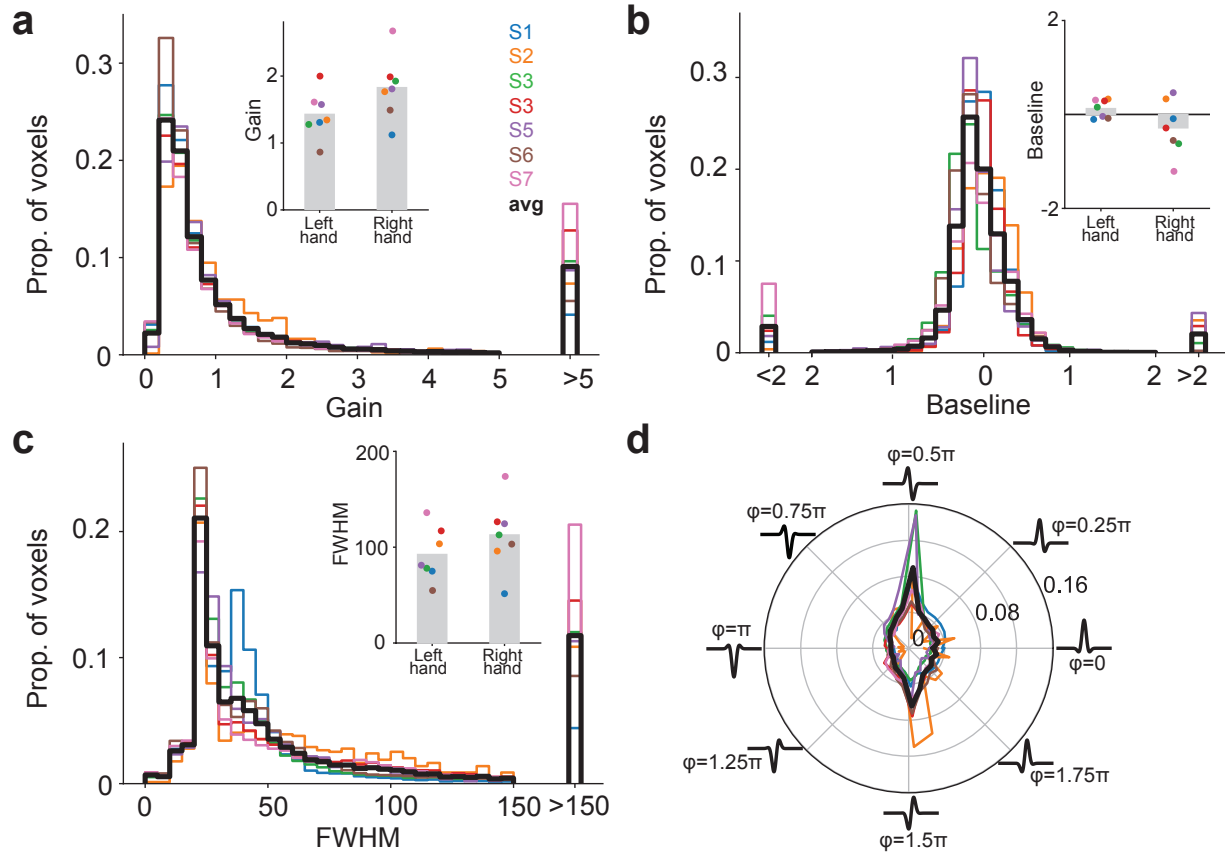 a
Prop. of voxels
0.3
0.2
0.1
0
0
1
2
3
4
5
>5
Gain
Gain
2
1
0
Left
hand
Right
hand
S1
S2
S3
S3
S5
S6
S7
avg
b
Prop. of voxels
0.3
0.2
0.1
0
<2
2
1
0
1
2
>2
Baseline
Baseline
2
-2
Left
hand
Right
hand
c
Prop. of voxels
0.2
0.1
0
0
50
100
150
>150
FWHM
FWHM
200
100
0
Left
hand
Right
hand
d
φ=0.5π
φ=0.75π
φ=0.25π
0.16
0.08
0
φ=π
φ=0
φ=1.25π
φ=1.75π
φ=1.5π